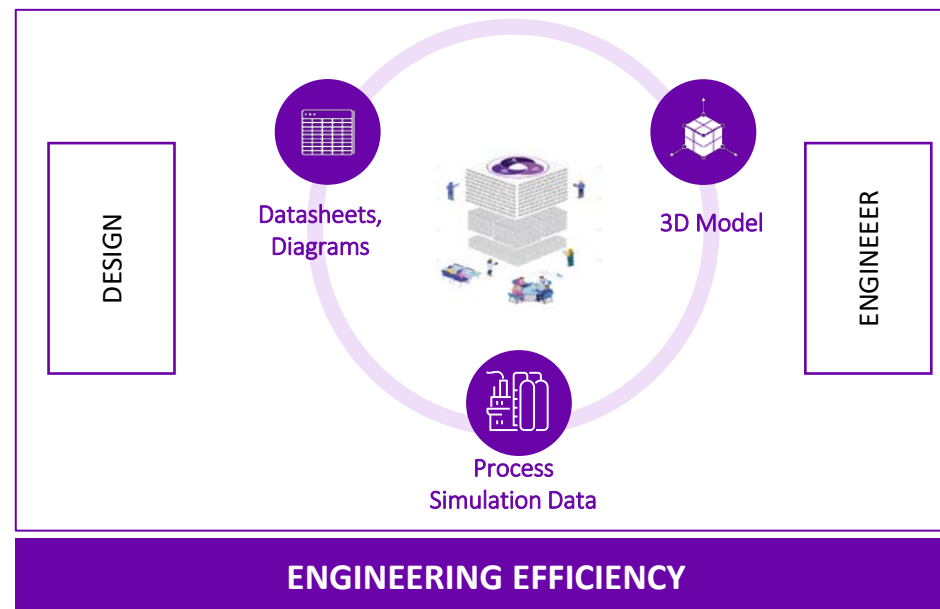 DESIGN
Datasheets,
Diagrams
3D Model
ENGINEEER
Process
Simulation Data
ENGINEERING EFFICIENCY